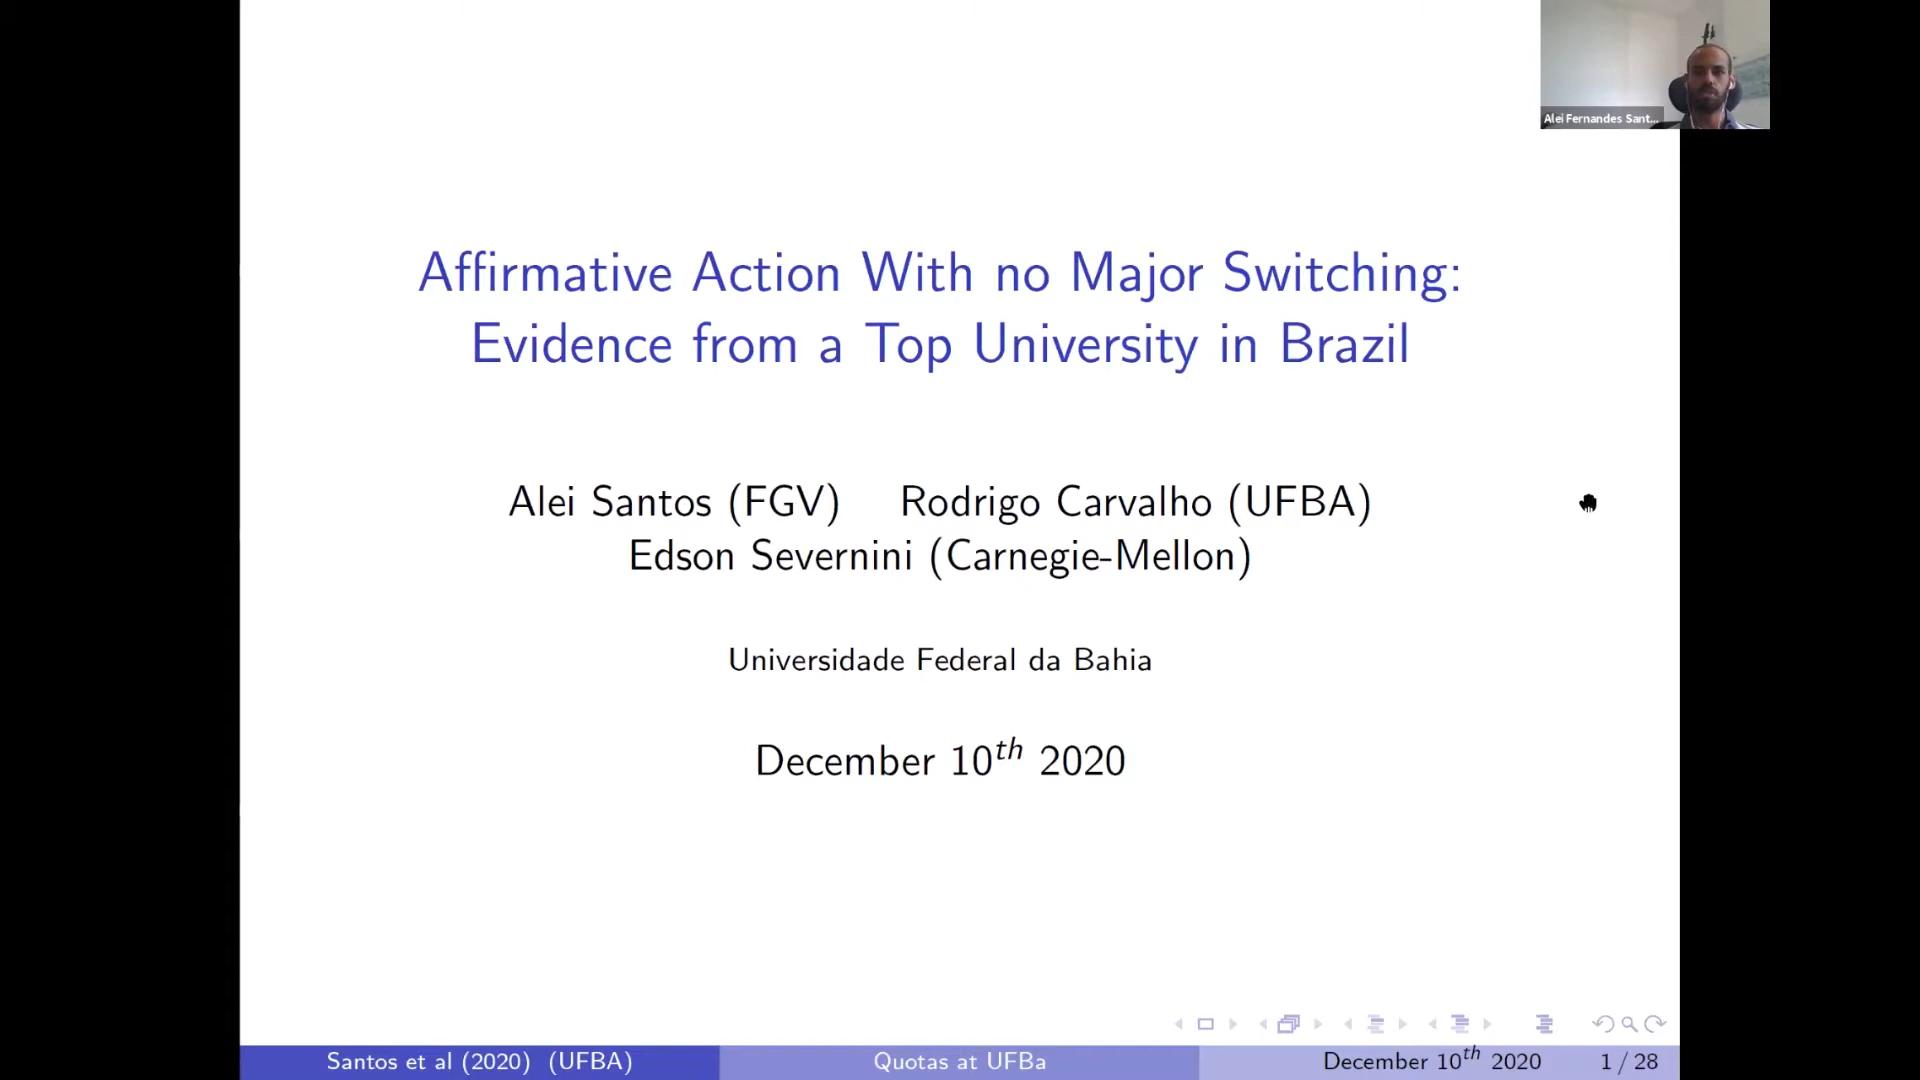 Alei Fernandes Sant...
Affirmative Action With no Major Switching:
Evidence from a Top University in Brazil
Alei Santos (FGV) Rodrigo Carvalho (UFBA)
Edson Severnini (Carnegie-Mellon)
Universidade Federal da Bahia
December 10th 2020
Santos et al (2020) (UFBA) Quotas at UFBa December 10th 2020 1 / 28